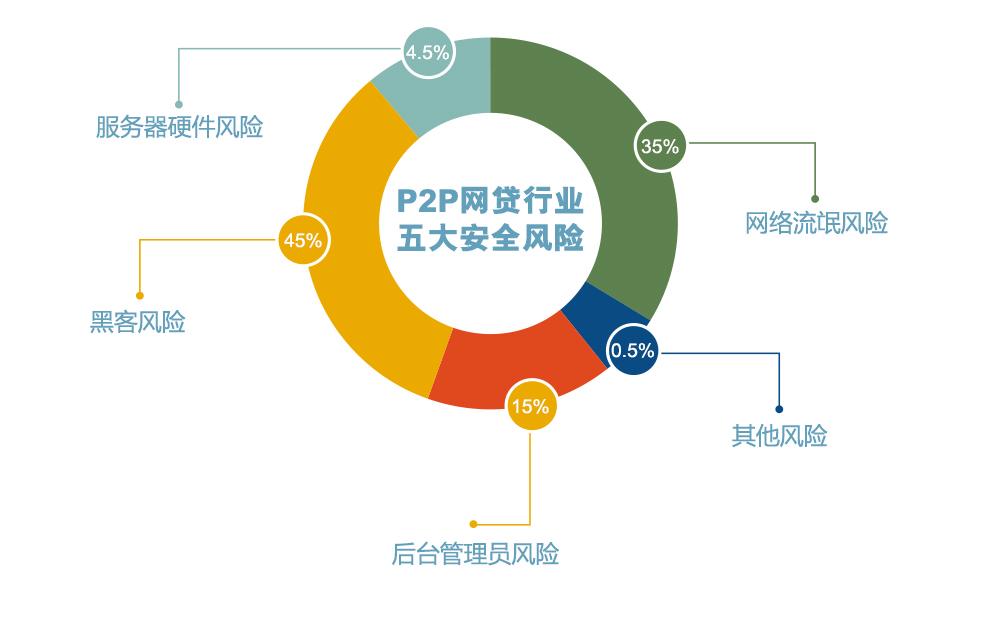 4.5%
服务器硬件风险
35%
网络流氓风险
P2P网贷行业
五大安全风险
45%
黑客风险
0.5%
其他风险
15%
后台管理员风险